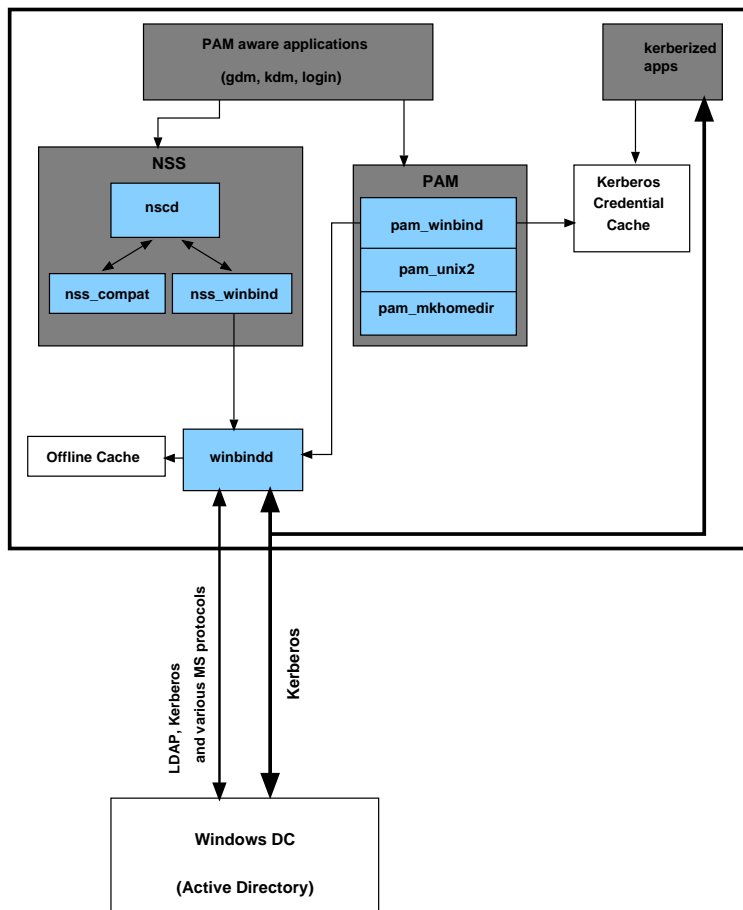 PAM aware applications
(gdm, kdm, login)
kerberized
apps
NSS
nscd
nss_compat
nss_winbind
PAM
pam_winbind
pam_unix2
pam_mkhomedir
Kerberos
Credential
Cache
Offline Cache
winbindd
LDAP, Kerberos
and various MS protocols
Kerberos
Windows DC
(Active Directory)